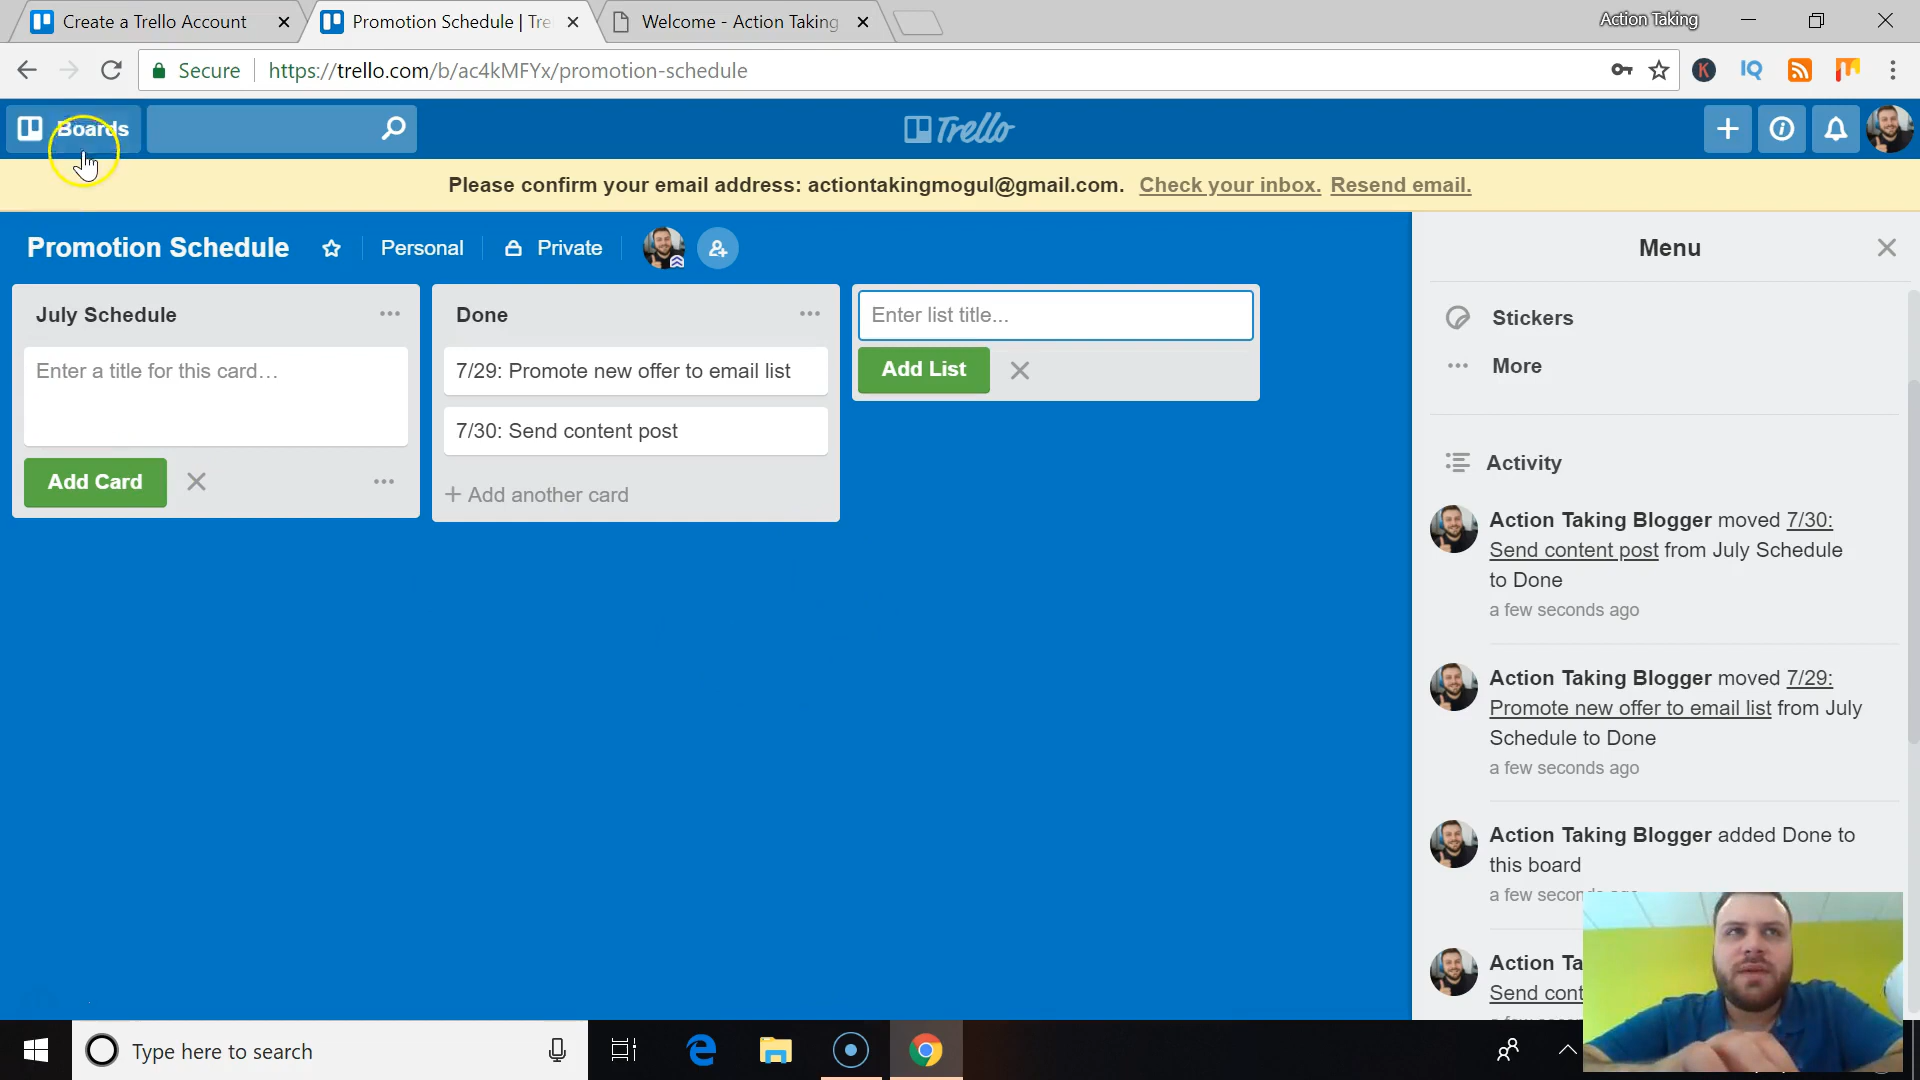 Create a Trello Account
Promotion Schedule | Tre
Welcome - Action Taking
Action Taking
Secure
https://trello.com/b/ac4kMFYx/promotion-schedule
K
IQ
Boards
Trello
Please confirm your email address: actiontakingmogul@gmail.com. Check your inbox. Resend email.
Promotion Schedule
Personal
Private
July Schedule
Enter a title for this card…
Add Card
Done
7/29: Promote new offer to email list
7/30: Send content post
+ Add another card
Enter list title...
Add List
Menu
Stickers
More
Activity
Action Taking Blogger moved 7/30:
Send content post from July Schedule
to Done
a few seconds ago
Action Taking Blogger moved 7/29:
Promote new offer to email list from July
Schedule to Done
a few seconds ago
Action Taking Blogger added Done to
this board
a few secon
Action Ta
Send cont
Type here to search